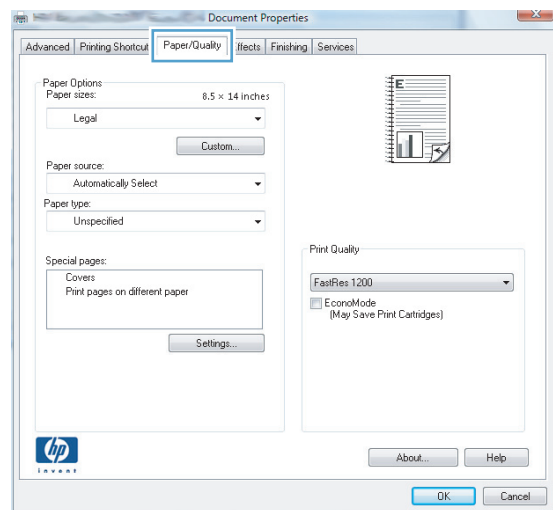 Document Properties
Advanced Printing Shortcut Paper/Quality ffects Finishing Services
Paper Options
Paper sizes: 8.5 × 14 inches
Legal
Custom...
Paper source:
Automatically Select
Paper type:
Unspecified
Special pages:
Covers
Print pages on different paper
Settings...
E
Print Quality
FastRes 1200
EconoMode
(May Save Print Cartridges)
hp
invent
About... Help
OK Cancel